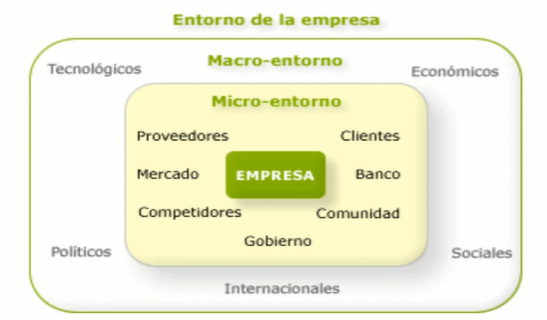 Entorno de la empresa
Macro-entorno
Tecnológicos
Económicos
Micro-entorno
Proveedores
Clientes
Mercado
EMPRESA
Banco
Competidores
Comunidad
Gobierno
Políticos
Sociales
Internacionales